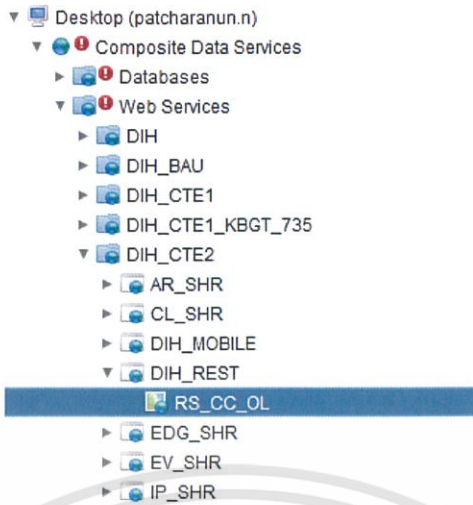 Desktop (patcharanun.n)
Composite Data Services
Databases
Web Services
DIH
DIH_BAU
DIH_CTE1
DIH_CTE1_KBGT_735
DIH_CTE2
AR_SHR
CL_SHR
DIH_MOBILE
DIH_REST
RS_CC_OL
EDG_SHR
EV_SHR
IP_SHR